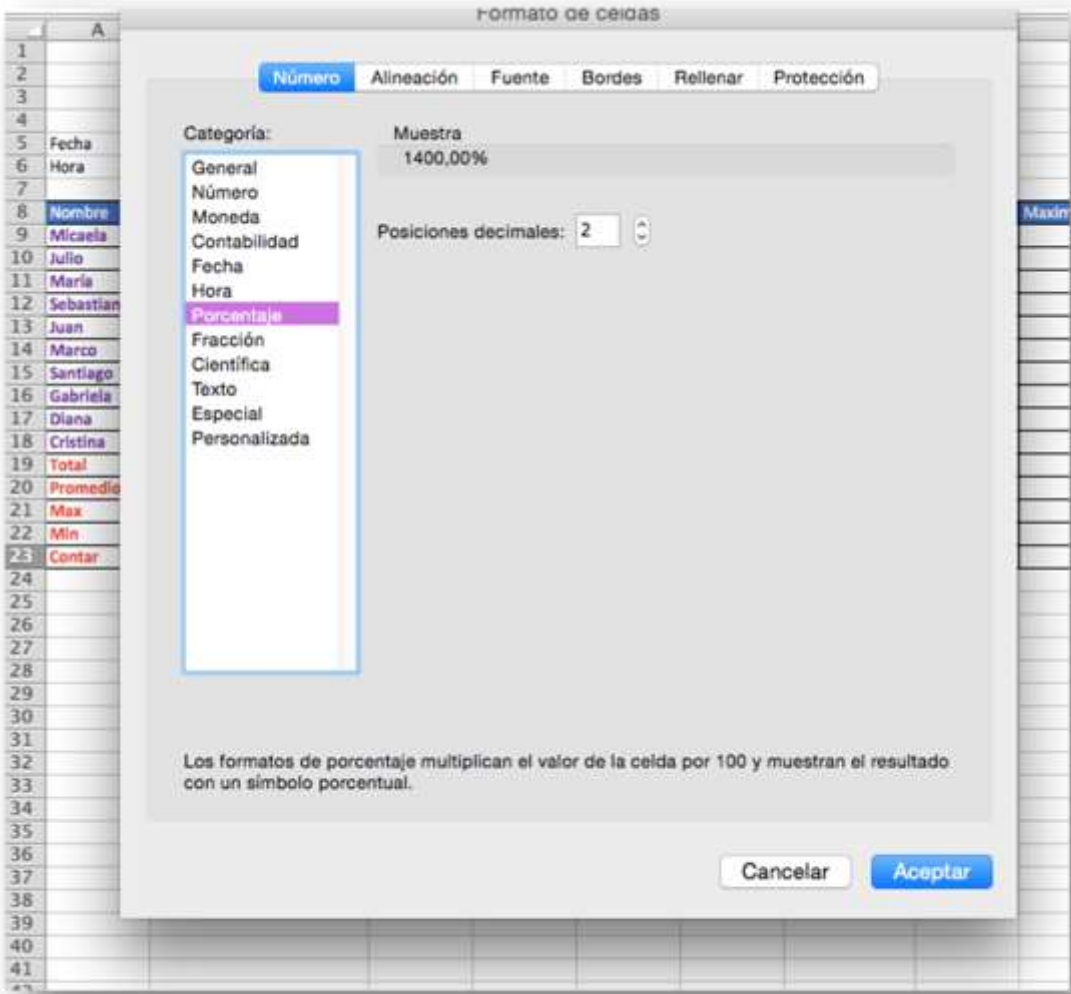 Formato de celdas
A
Número Alineación Fuente Bordes Rellenar Protección
Categoría:
General
Número
Moneda
Contabilidad
Fecha
Hora
Porcentaje
Fracción
Científica
Texto
Especial
Personalizada
Muestra
1400,00%
Posiciones decimales: 2
Los formatos de porcentaje multiplican el valor de la celda por 100 y muestran el resultado
con un símbolo porcentual.
Cancelar Aceptar
1
2
3
4
5 Fecha
6 Hora
7
8 Nombre
9 Micaela
10 Julio
11 María
12 Sebastian
13 Juan
14 Marco
15 Santiago
16 Gabriela
17 Diana
18 Cristina
19 Total
20 Promedio
21 Max
22 Min
23 Contar
24
25
26
27
28
29
30
31
32
33
34
35
36
37
38
39
40
41